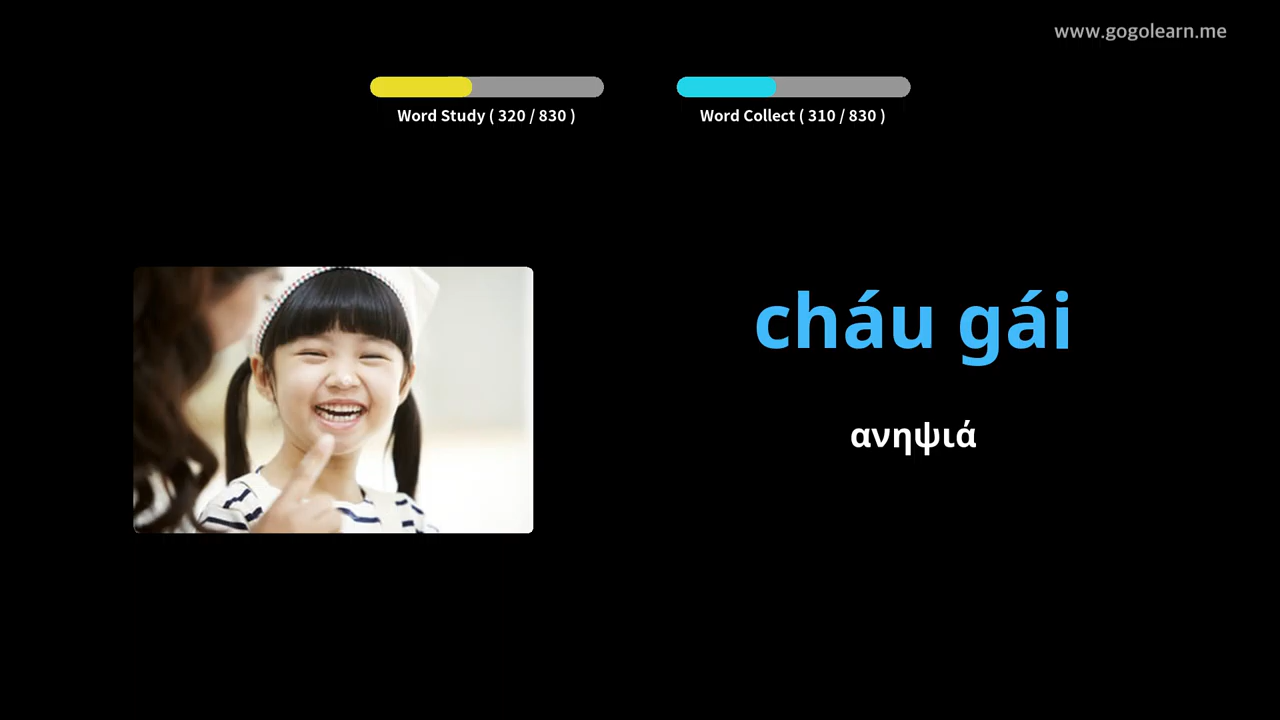 www.gogolearn.me
Word Study ( 320 / 830 )
Word Collect ( 310 / 830 )
cháu gái
ανηψιά